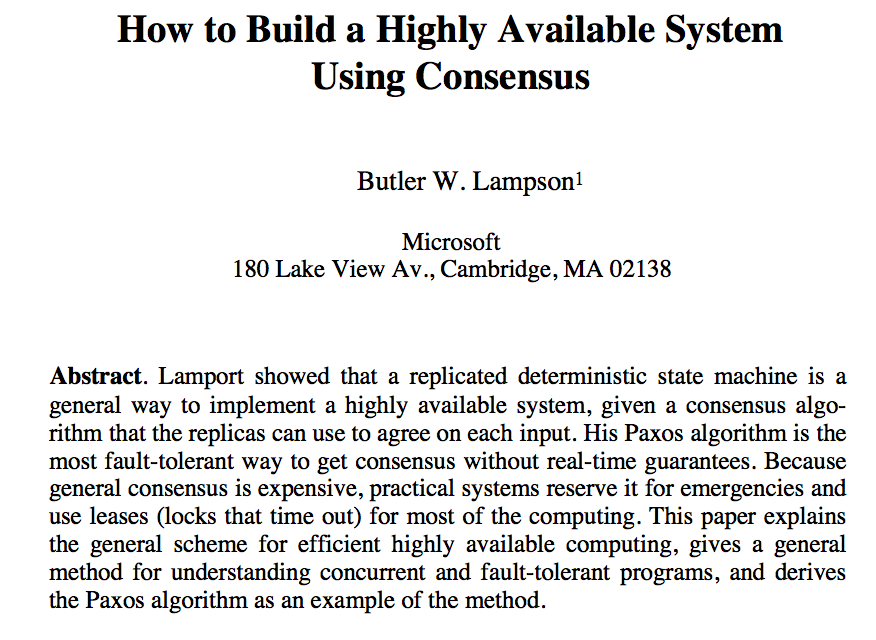 How to Build a Highly Available System
Using Consensus
Butler W. Lampson1
Microsoft
180 Lake View Av., Cambridge, MA 02138
Abstract. Lamport showed that a replicated deterministic state machine is a
general way to implement a highly available system, given a consensus algo-
rithm that the replicas can use to agree on each input. His Paxos algorithm is the
most fault-tolerant way to get consensus without real-time guarantees. Because
general consensus is expensive, practical systems reserve it for emergencies and
use leases (locks that time out) for most of the computing. This paper explains
the general scheme for efficient highly available computing, gives a general
method for understanding concurrent and fault-tolerant programs, and derives
the Paxos algorithm as an example of the method.